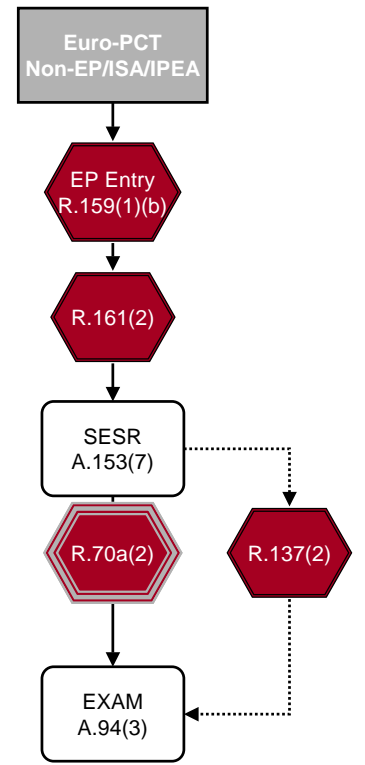 Euro-PCT
Non-EP/ISA/IPEA
EP Entry
R.159(1)(b)
R.161(2)
SESR
A.153(7)
R.70a(2)
R.137(2)
EXAM
A.94(3)